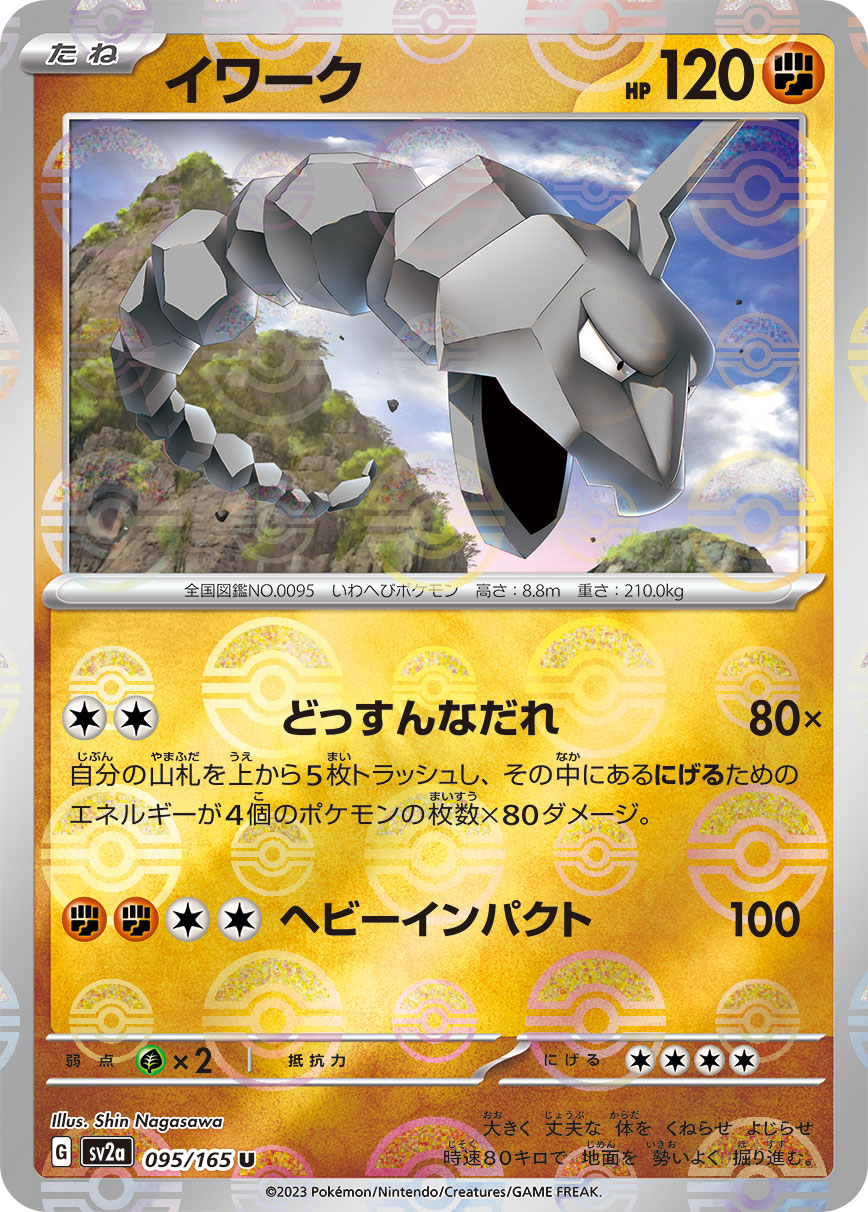 たね
イワーク
HP 120
全国図鑑NO.0095 いわへびポケモン 高さ：8.8m 重さ：210.0kg
どっすんなだれ 80×
自分の山札を上から5枚トラッシュし、その中にあるにげるための
エネルギーが4個のポケモンの枚数×80ダメージ。
ヘビーインパクト 100
弱点 ×2 抵抗力 にげる
Illus. Shin Nagasawa
G sv2a 095/165 U
大きく 丈夫な 体を くねらせ よじらせ
時速80キロで 地面を 勢いよく 掘り進む。
©2023 Pokémon/Nintendo/Creatures/GAME FREAK.